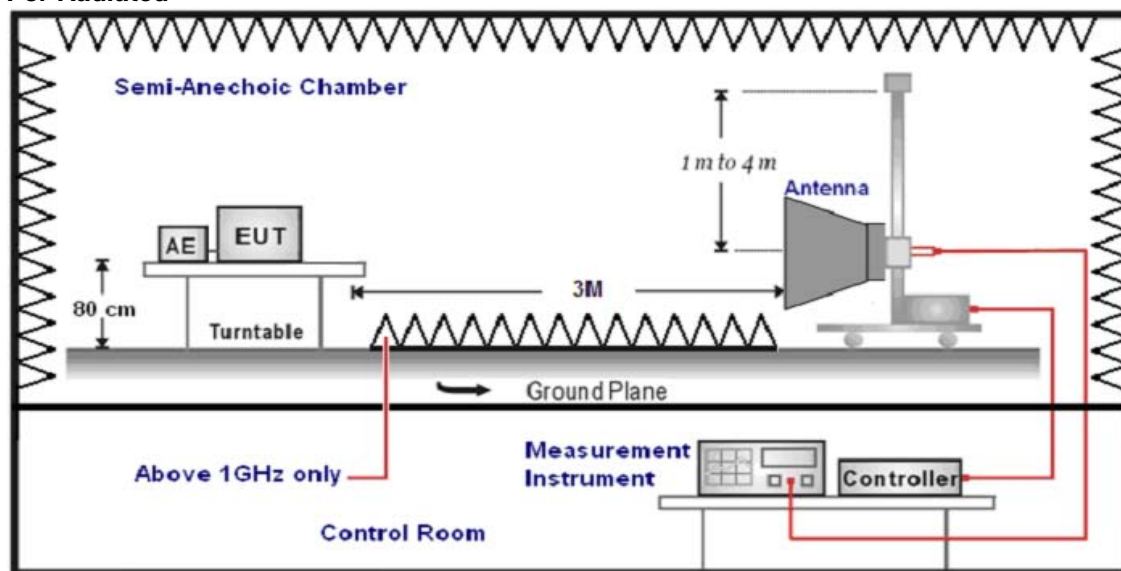 Semi-Anechoic Chamber
1 m to 4 m
Antenna
AE
EUT
80 cm
3M
Turntable
Ground Plane
Above 1GHz only
Measurement
Instrument
Controller
Control Room